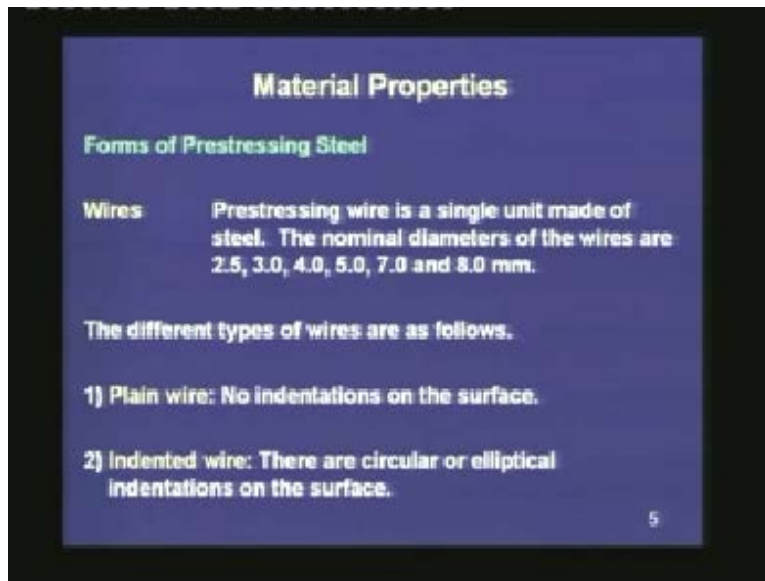 Material Properties
Forms of Prestressing Steel
Wires Prestressing wire is a single unit made of
steel. The nominal diameters of the wires are
2.5, 3.0, 4.0, 5.0, 7.0 and 8.0 mm.
The different types of wires are as follows.
1) Plain wire: No indentations on the surface.
2) Indented wire: There are circular or elliptical
indentations on the surface.
5